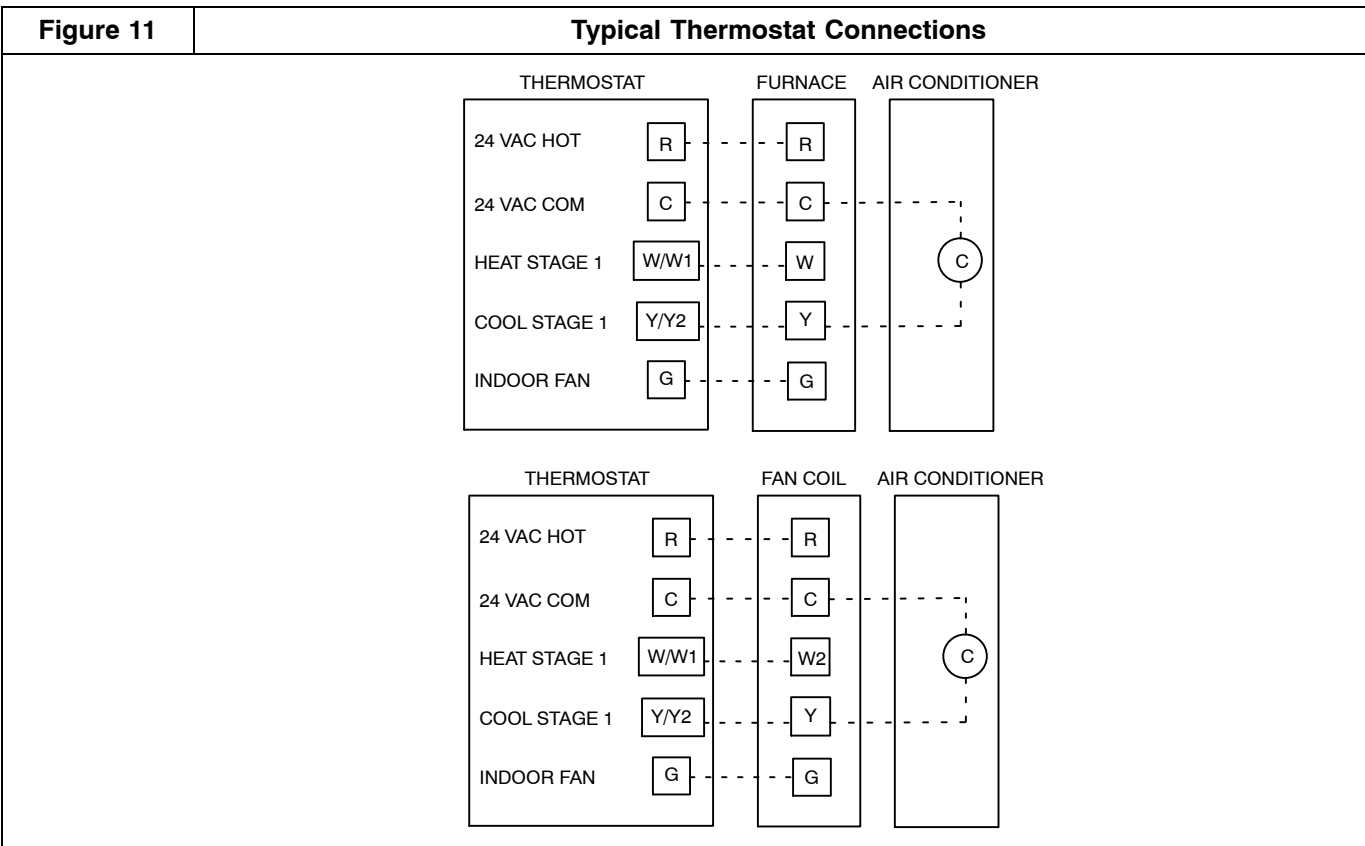 Figure 11 Typical Thermostat Connections
THERMOSTAT FURNACE AIR CONDITIONER
24 VAC HOT R R
24 VAC COM C C
HEAT STAGE 1 W/W1 W C
COOL STAGE 1 Y/Y2 Y
INDOOR FAN G G
THERMOSTAT FAN COIL AIR CONDITIONER
24 VAC HOT R R
24 VAC COM C C
HEAT STAGE 1 W/W1 W2 C
COOL STAGE 1 Y/Y2 Y
INDOOR FAN G G